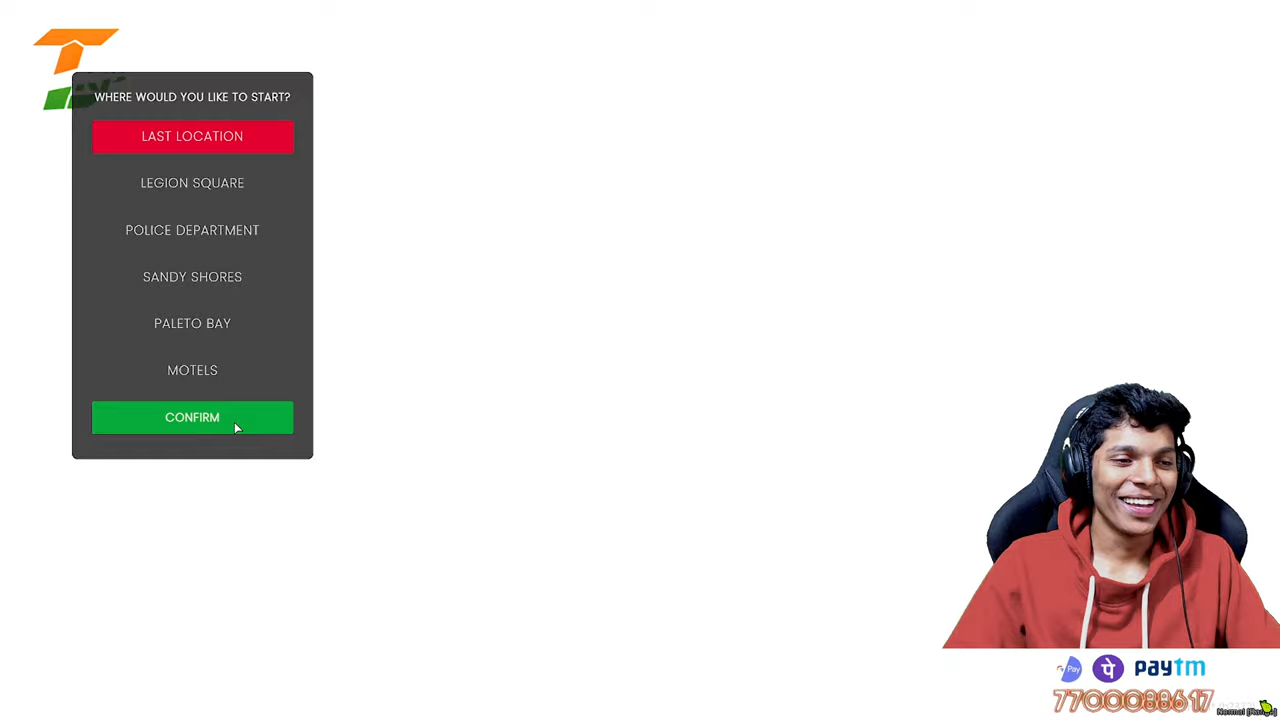 WHERE WOULD YOU LIKE TO START?
LAST LOCATION
LEGION SQUARE
POLICE DEPARTMENT
SANDY SHORES
PALETO BAY
MOTELS
CONFIRM
Pay पे paytm
7700088617